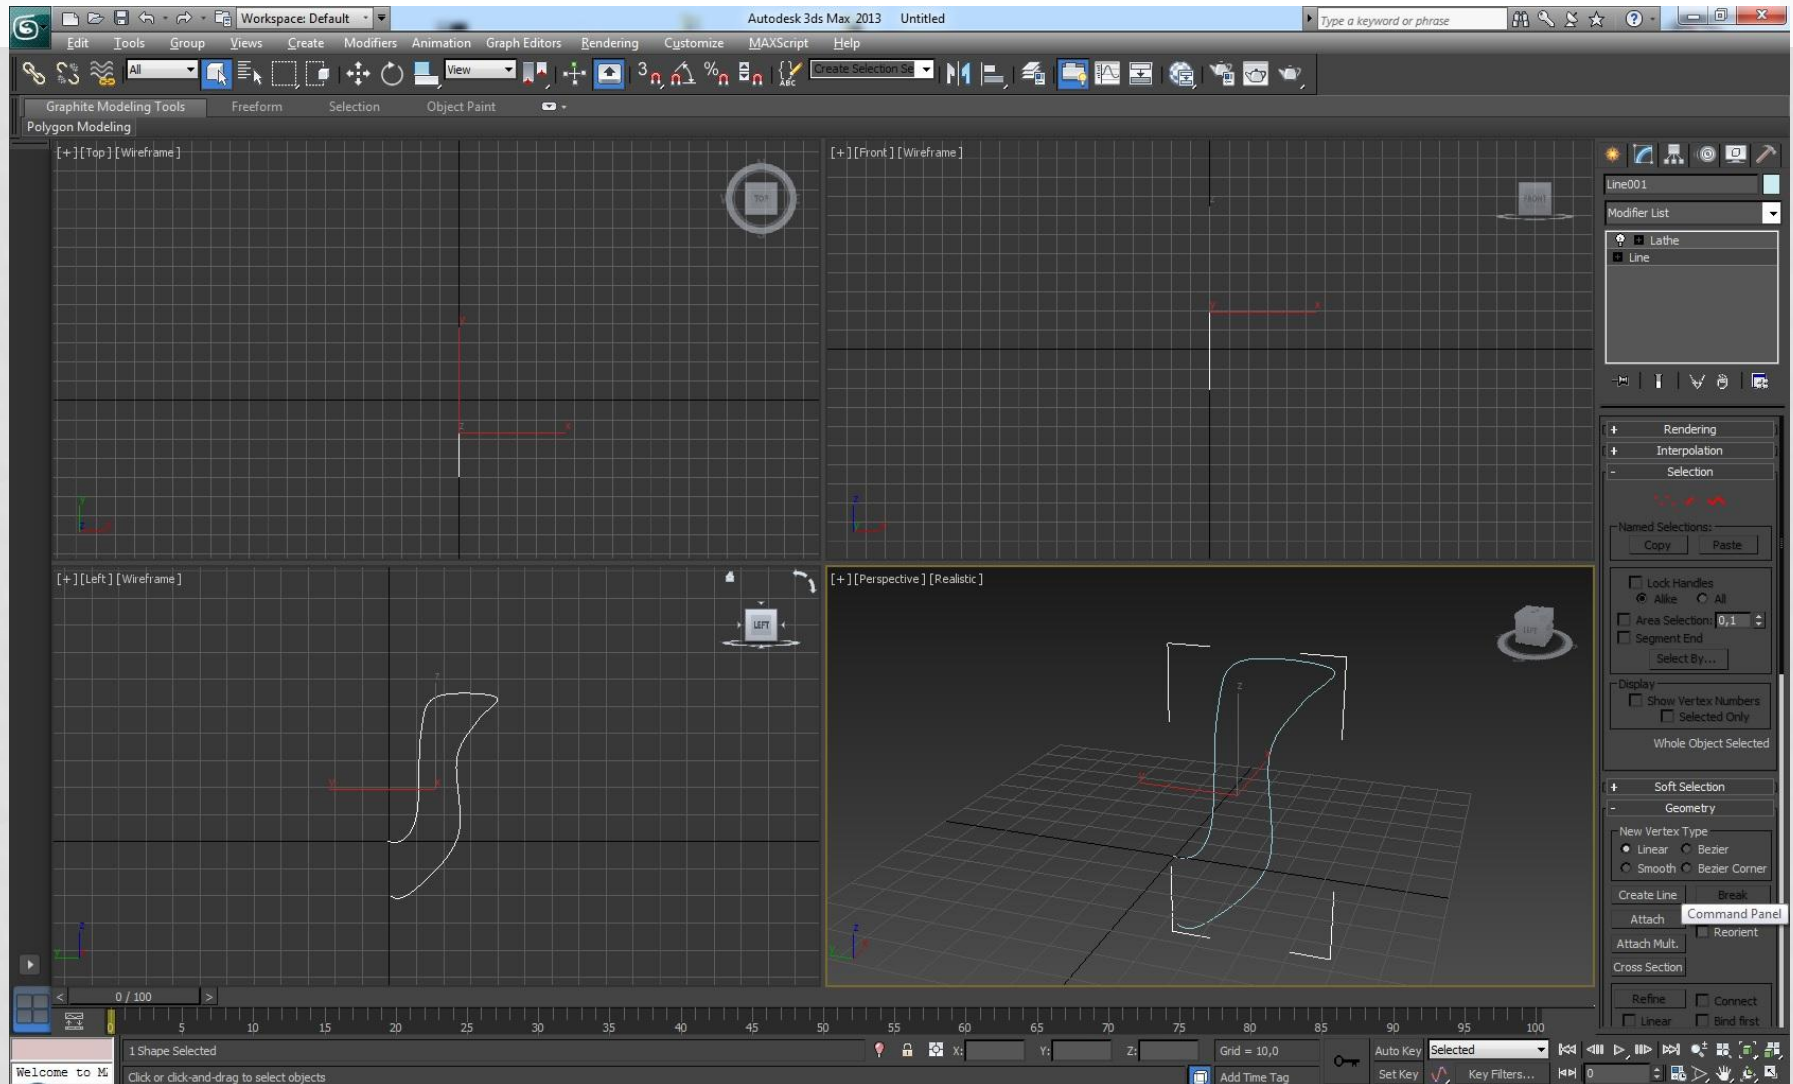 Workspace: Default
Autodesk 3ds Max 2013 Untitled
Type a keyword or phrase
Edit Tools Group Views Create Modifiers Animation Graph Editors Rendering Customize MAXScript Help
All
View
3
%
ABC
Create Selection Se
Graphite Modeling Tools Freeform Selection Object Paint
Polygon Modeling
[+][Top][Wireframe]
TOP
y
z x
y
z x
[+][Front][Wireframe]
FRONT
z
y x
z
y x
[+][Left][Wireframe]
LEFT
z
y x
z
y
[+][Perspective][Realistic]
LEFT
z
y x
z
Line001
Modifier List
Lathe
Line
+ Rendering
+ Interpolation
- Selection
Named Selections:
Copy Paste
Lock Handles
Alike All
Area Selection: 0,1
Segment End
Select By...
Display
Show Vertex Numbers
Selected Only
Whole Object Selected
+ Soft Selection
- Geometry
New Vertex Type
Linear Bezier
Smooth Bezier Corner
Create Line Break
Attach Command Panel
Reorient
Attach Mult.
Cross Section
Refine Connect
Linear Bind first
< 0 / 100 >
0 5 10 15 20 25 30 35 40 45 50 55 60 65 70 75 80 85 90 95 100
1 Shape Selected X: Y: Z: Grid = 10,0 Auto Key Selected
Welcome to M
Click or click-and-drag to select objects Add Time Tag Set Key Key Filters... 0